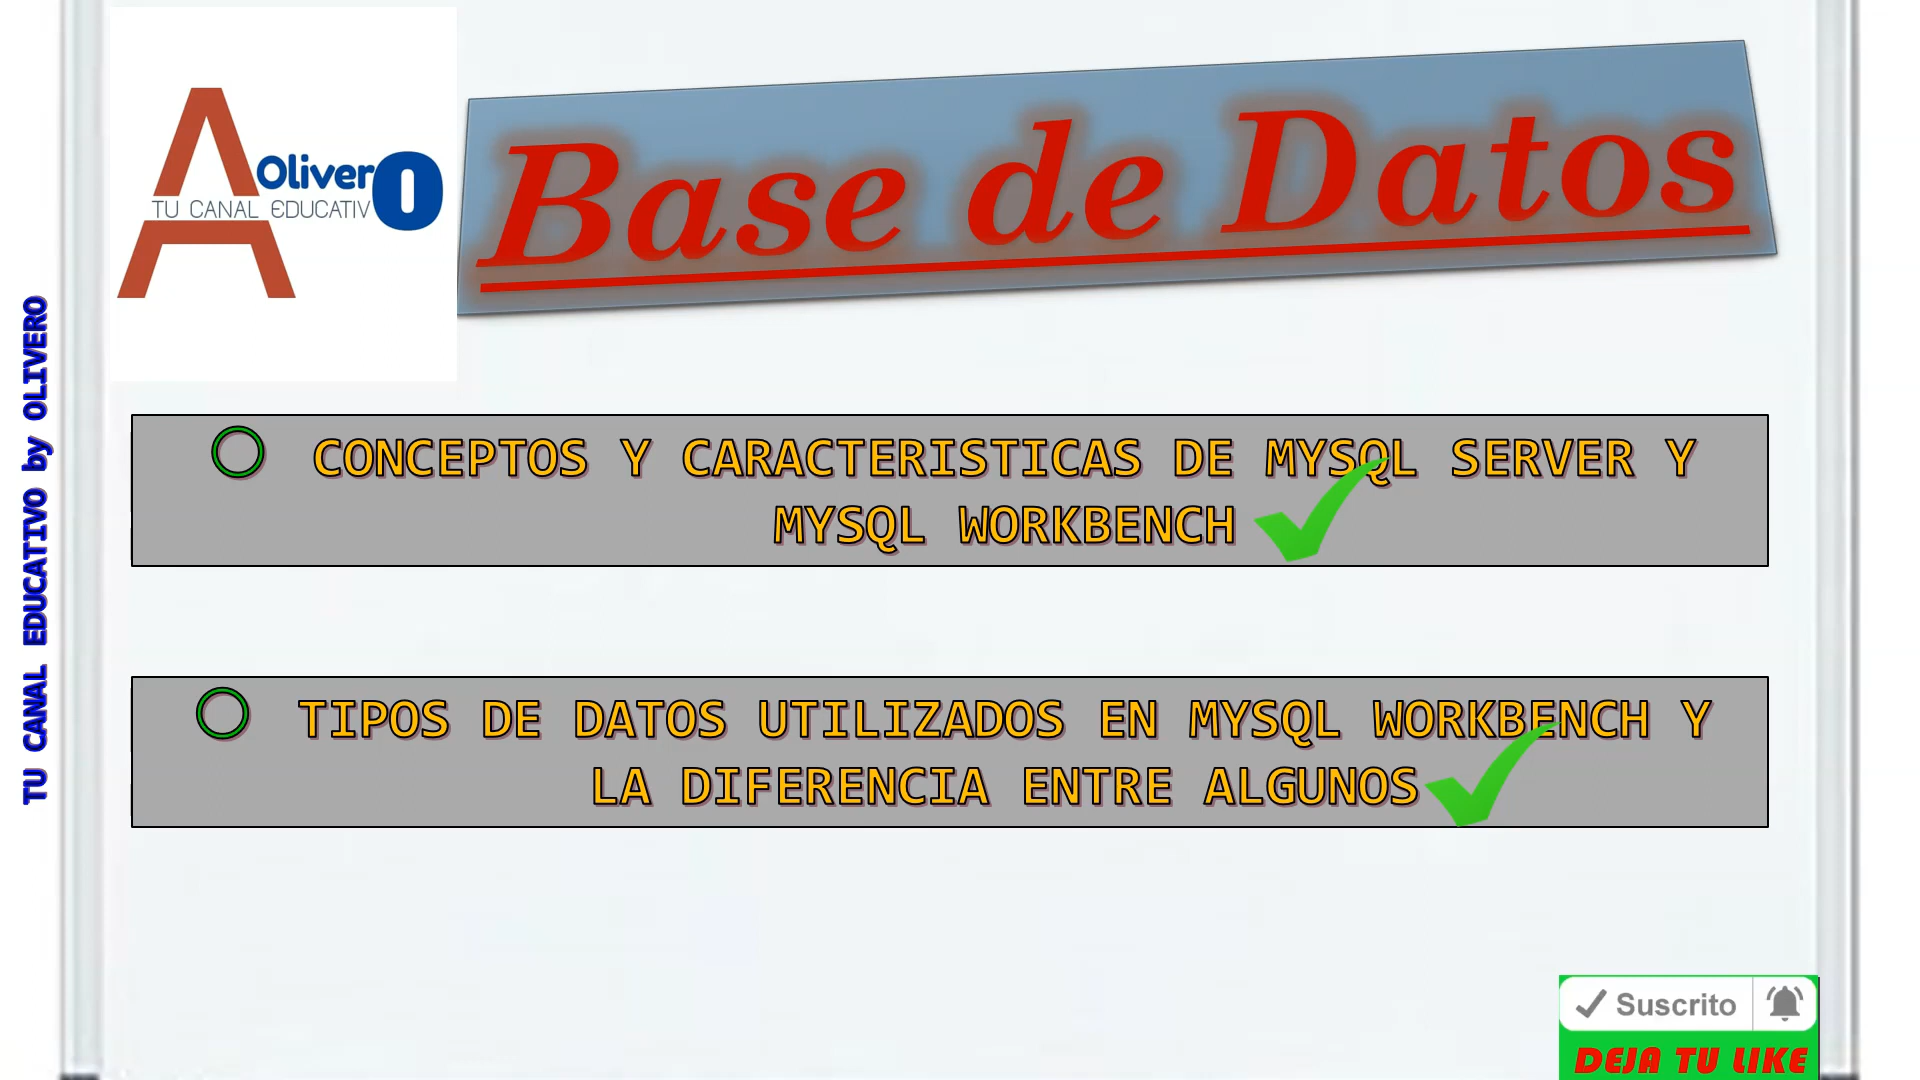 OliverO
TU CANAL EDUCATIV
Base de Datos
TU CANAL EDUCATIVO by OLIVERO
CONCEPTOS Y CARACTERISTICAS DE MYSQL SERVER Y
MYSQL WORKBENCH
TIPOS DE DATOS UTILIZADOS EN MYSQL WORKBENCH Y
LA DIFERENCIA ENTRE ALGUNOS
Suscrito
DEJA TU LIKE